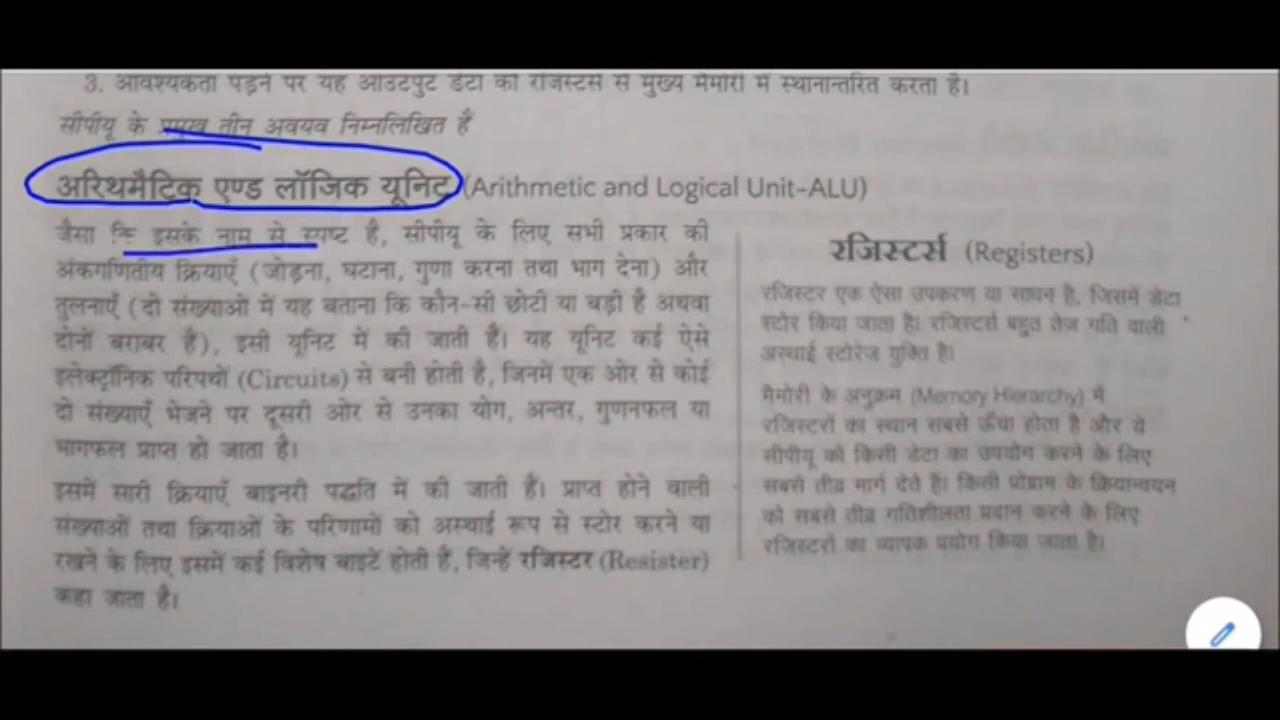 3. आवश्यकता पड़ने पर यह आउटपुट डेटा को रजिस्टर्स से मुख्य मैमोरी में स्थानान्तरित करता है।
सीपीयू के प्रमुख तीन अवयव निम्नलिखित हैं
अरिथमैटिक एण्ड लॉजिक यूनिट (Arithmetic and Logical Unit-ALU)
जैसा कि इसके नाम से स्पष्ट है, सीपीयू के लिए सभी प्रकार की
अंकगणितीय क्रियाएँ (जोड़ना, घटाना, गुणा करना तथा भाग देना) और
तुलनाएँ (दो संख्याओं में यह बताना कि कौन-सी छोटी या बड़ी है अथवा
दोनों बराबर हैं), इसी यूनिट में की जाती हैं। यह यूनिट कई ऐसे
इलेक्ट्रॉनिक परिपथों (Circuits) से बनी होती है, जिनमें एक ओर से कोई
दो संख्याएँ भेजने पर दूसरी ओर से उनका योग, अन्तर, गुणनफल या
भागफल प्राप्त हो जाता है।
इसमें सारी क्रियाएँ बाइनरी पद्धति में की जाती हैं। प्राप्त होने वाली
संख्याओं तथा क्रियाओं के परिणामों को अस्थाई रूप से स्टोर करने या
रखने के लिए इसमें कई विशेष बाइटें होती हैं, जिन्हें रजिस्टर (Resister)
कहा जाता है।
रजिस्टर्स (Registers)
रजिस्टर एक ऐसा उपकरण या साधन है, जिसमें डेटा
स्टोर किया जाता है। रजिस्टर्स बहुत तेज गति वाली
अस्थाई स्टोरेज युक्ति है।
मैमोरी के अनुक्रम (Memory Hierarchy) में
रजिस्टरों का स्थान सबसे ऊँचा होता है और ये
सीपीयू को किसी डेटा का उपयोग करने के लिए
सबसे तीव्र मार्ग देते हैं। किसी प्रोग्राम के क्रियान्वयन
को सबसे तीव्र गतिशीलता प्रदान करने के लिए
रजिस्टरों का व्यापक प्रयोग किया जाता है।